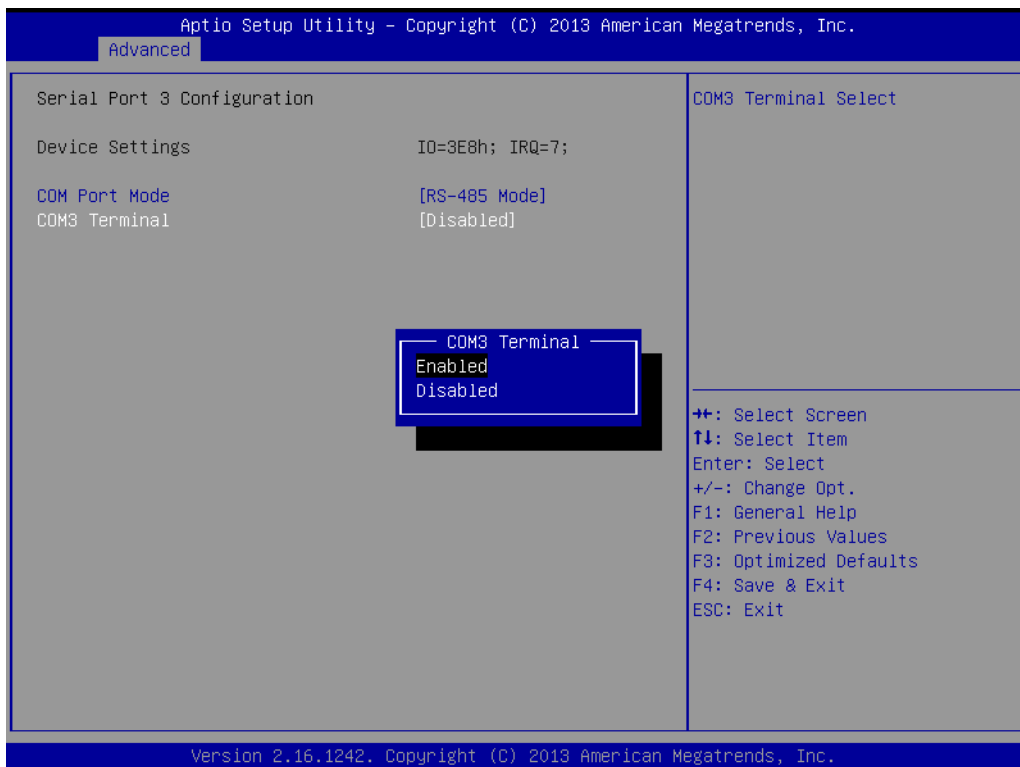 Aptio Setup Utility – Copyright (C) 2013 American Megatrends, Inc.
Advanced
Serial Port 3 Configuration
Device Settings IO=3E8h; IRQ=7;
COM Port Mode [RS-485 Mode]
COM3 Terminal [Disabled]
COM3 Terminal
Enabled
Disabled
COM3 Terminal Select
→←: Select Screen
↑↓: Select Item
Enter: Select
+/-: Change Opt.
F1: General Help
F2: Previous Values
F3: Optimized Defaults
F4: Save & Exit
ESC: Exit
Version 2.16.1242. Copyright (C) 2013 American Megatrends, Inc.